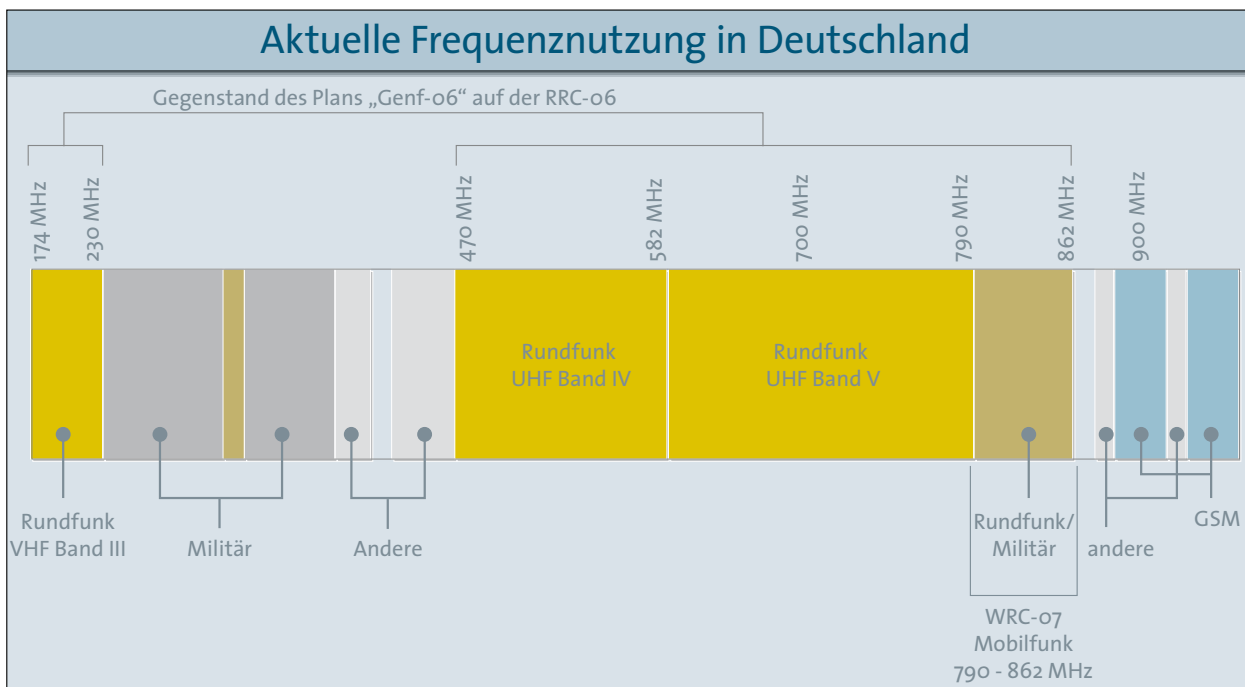 Aktuelle Frequenznutzung in Deutschland
Gegenstand des Plans „Genf-06“ auf der RRC-06
174 MHz
230 MHz
470 MHz
582 MHz
700 MHz
790 MHz
862 MHz
900 MHz
Rundfunk
UHF Band IV
Rundfunk
UHF Band V
Rundfunk
VHF Band III
Militär
Andere
Rundfunk/
Militär
andere
GSM
WRC-07
Mobilfunk
790 - 862 MHz